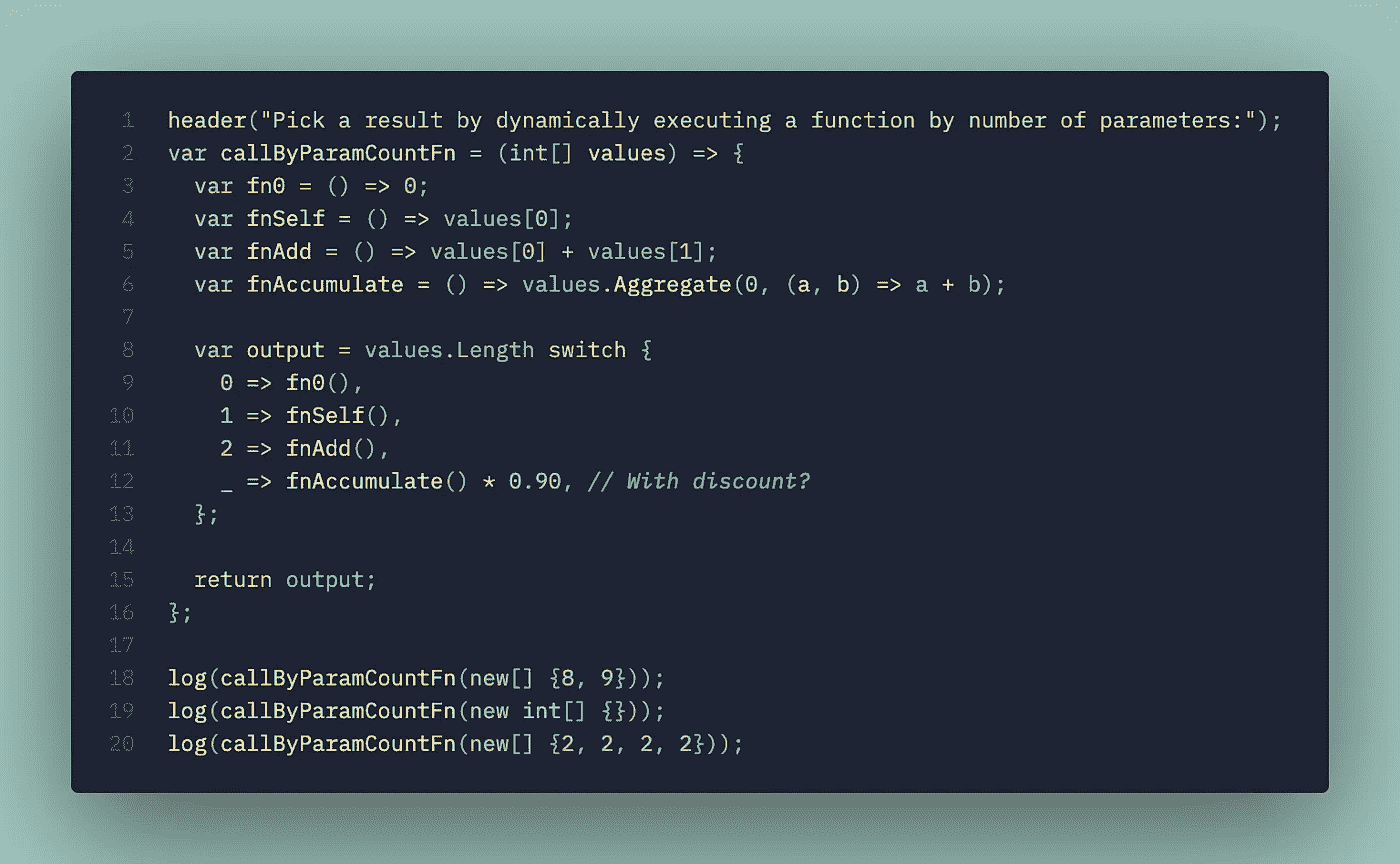 1 header("Pick a result by dynamically executing a function by number of parameters:");
2 var callByParamCountFn = (int[] values) => {
3   var fn0 = () => 0;
4   var fnSelf = () => values[0];
5   var fnAdd = () => values[0] + values[1];
6   var fnAccumulate = () => values.Aggregate(0, (a, b) => a + b);
7
8   var output = values.Length switch {
9     0 => fn0(),
10     1 => fnSelf(),
11     2 => fnAdd(),
12     _ => fnAccumulate() * 0.90, // With discount?
13   };
14
15   return output;
16 };
17
18 log(callByParamCountFn(new[] {8, 9}));
19 log(callByParamCountFn(new int[] {}));
20 log(callByParamCountFn(new[] {2, 2, 2, 2}));